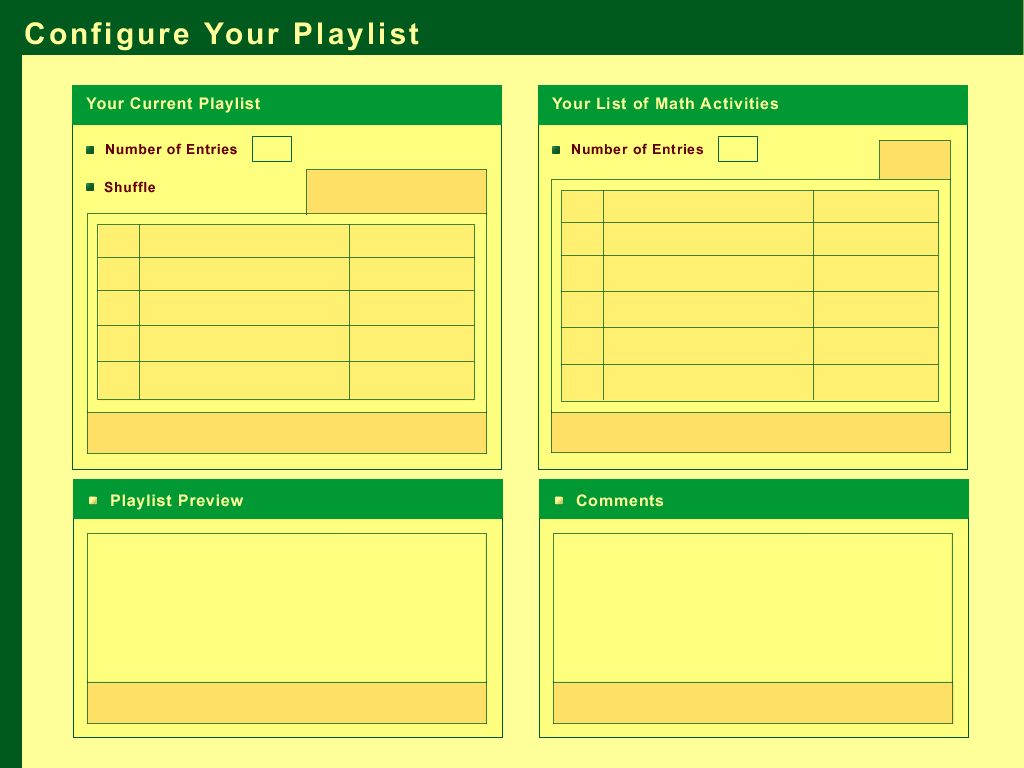 Configure Your Playlist
Your Current Playlist
Number of Entries
Shuffle
Your List of Math Activities
Number of Entries
Playlist Preview
Comments